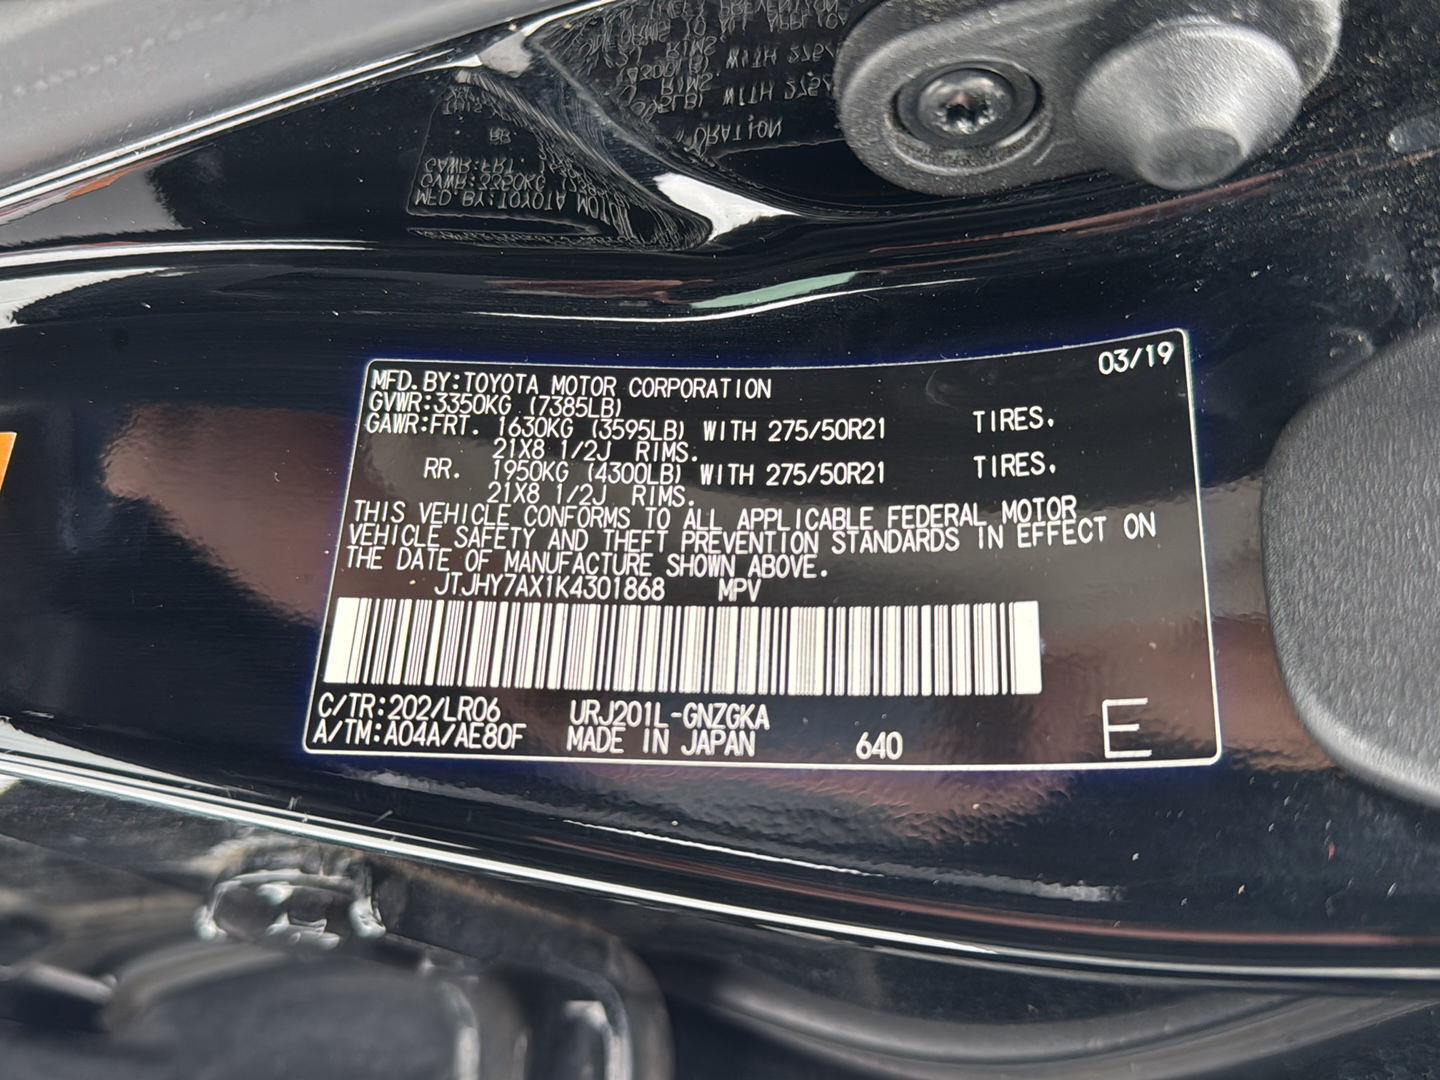 03/19
MFD.BY:TOYOTA MOTOR CORPORATION
GVWR:3350KG (7385LB)
GAWR:FRT. 1630KG (3595LB) WITH 275/50R21 TIRES.
21X8 1/2J RIMS.
RR. 1950KG (4300LB) WITH 275/50R21 TIRES.
21X8 1/2J RIMS.
THIS VEHICLE CONFORMS TO ALL APPLICABLE FEDERAL MOTOR
VEHICLE SAFETY AND THEFT PREVENTION STANDARDS IN EFFECT ON
THE DATE OF MANUFACTURE SHOWN ABOVE.
JTJHY7AX1K4301868 MPV
C/TR:202/LR06 URJ201L-GNZGKA
A/TM:A04A/AE80F MADE IN JAPAN 640 E